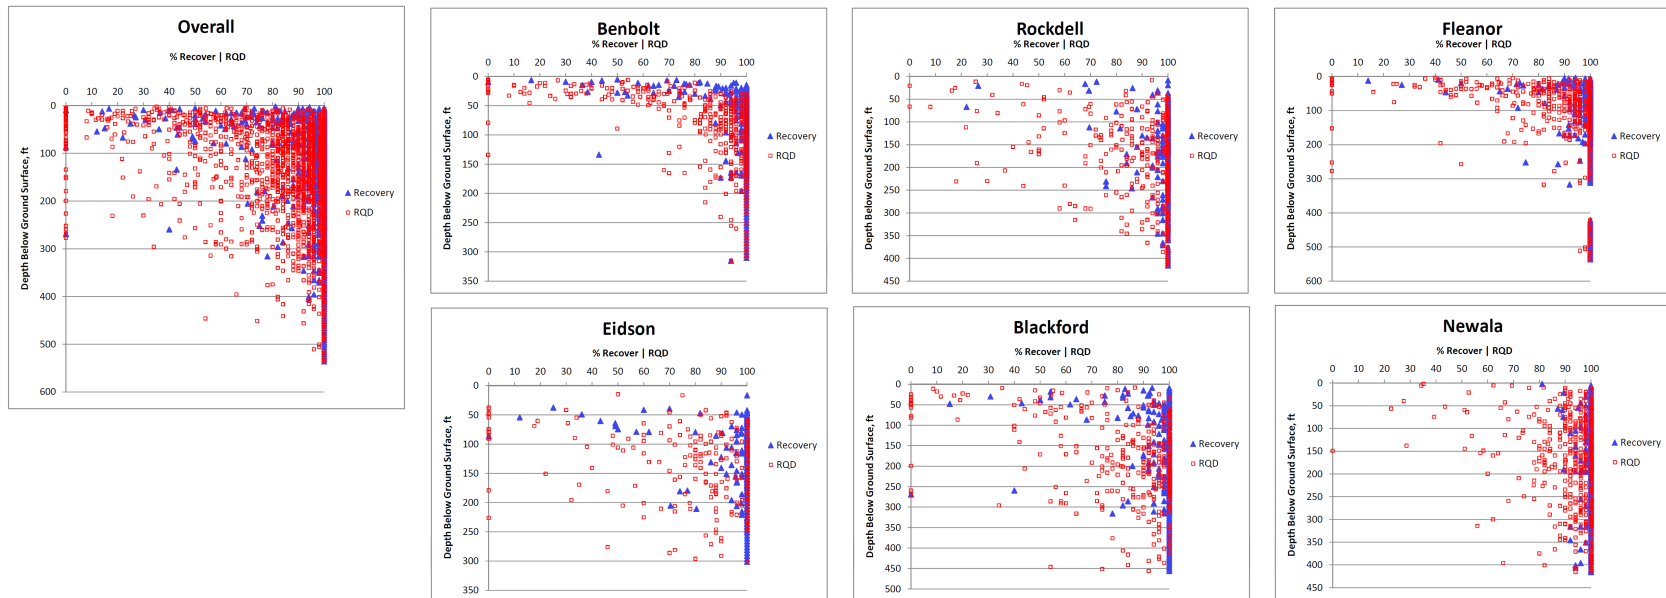 Overall
% Recover | RQD
0 10 20 30 40 50 60 70 80 90 100
0
100
200
300
400
500
600
Depth Below Ground Surface, ft
Recovery
RQD
Benbolt
% Recover | RQD
0 10 20 30 40 50 60 70 80 90 100
0
50
100
150
200
250
300
350
Depth Below Ground Surface, ft
Recovery
RQD
Rockdell
% Recover | RQD
0 10 20 30 40 50 60 70 80 90 100
0
50
100
150
200
250
300
350
400
450
Depth Below Ground Surface, ft
Recovery
RQD
Fleanor
% Recover | RQD
0 10 20 30 40 50 60 70 80 90 100
0
100
200
300
400
500
600
Depth Below Ground Surface, ft
Recovery
RQD
Eidson
% Recover | RQD
0 10 20 30 40 50 60 70 80 90 100
0
50
100
150
200
250
300
350
Depth Below Ground Surface, ft
Recovery
RQD
Blackford
% Recover | RQD
0 10 20 30 40 50 60 70 80 90 100
0
50
100
150
200
250
300
350
400
450
500
Depth Below Ground Surface, ft
Recovery
RQD
Newala
% Recover | RQD
0 10 20 30 40 50 60 70 80 90 100
0
50
100
150
200
250
300
350
400
450
Depth Below Ground Surface, ft
Recovery
RQD